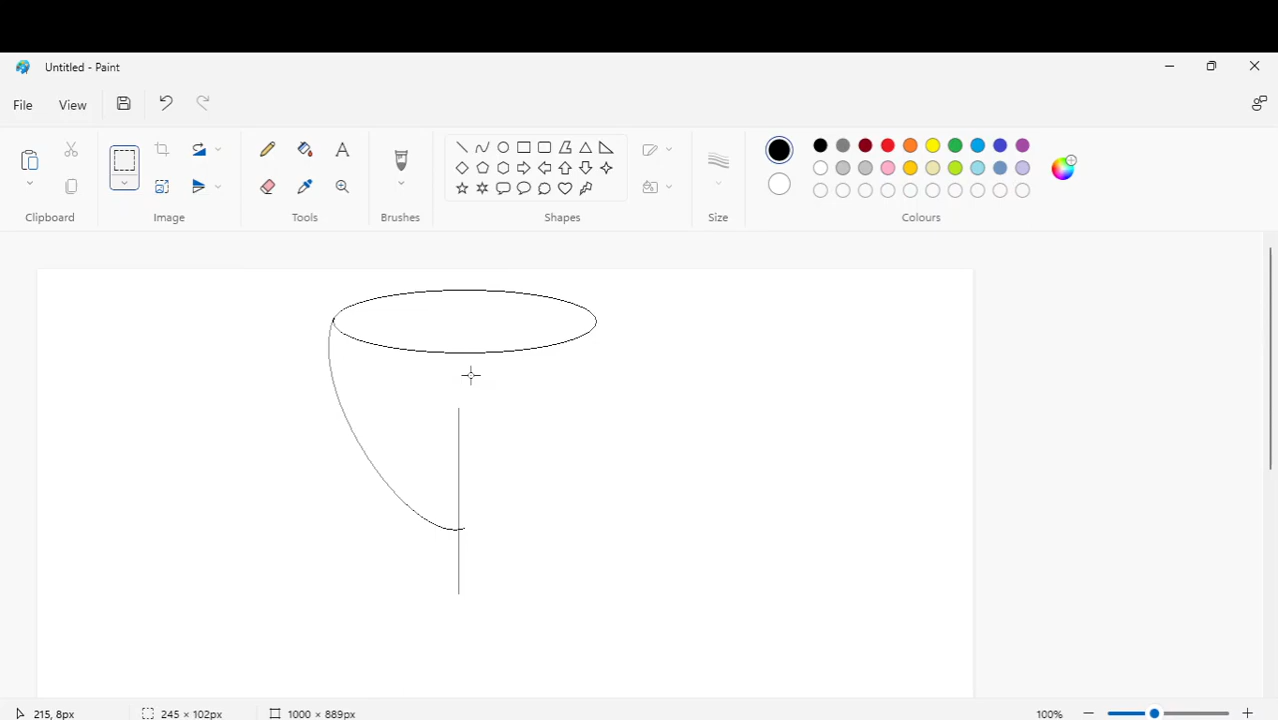 Untitled - Paint
File View
Clipboard Image Tools Brushes Shapes Size Colours
215, 8px 245 × 102px 1000 × 889px 100%